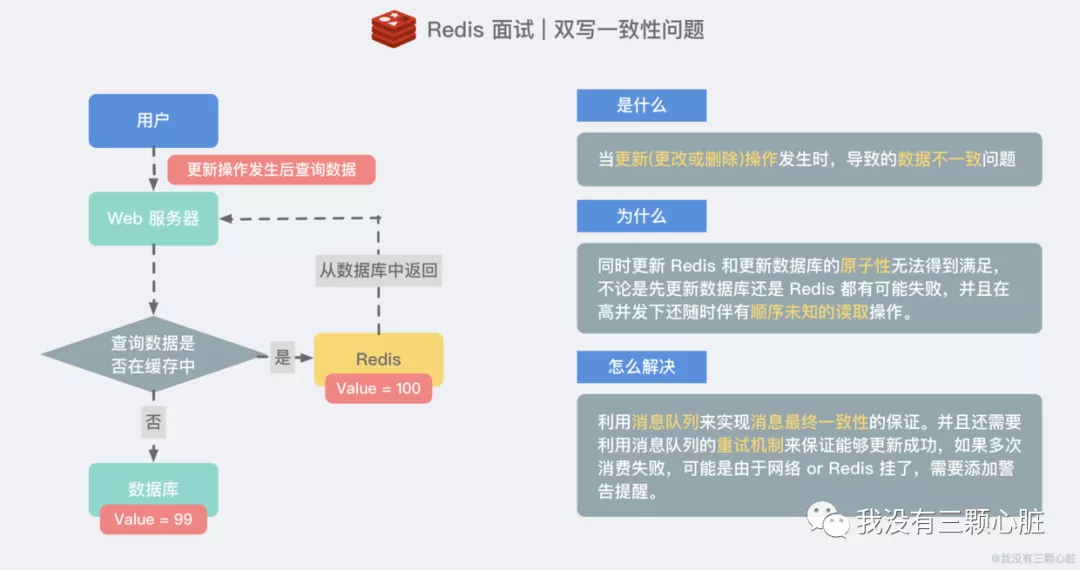 Redis 面试 | 双写一致性问题
用户
更新操作发生后查询数据
Web 服务器
从数据库中返回
查询数据是
否在缓存中
是
Redis
Value = 100
否
数据库
Value = 99
是什么
当更新(更改或删除)操作发生时，导致的数据不一致问题
为什么
同时更新 Redis 和更新数据库的原子性无法得到满足，
不论是先更新数据库还是 Redis 都有可能失败，并且在
高并发下还随时伴有顺序未知的读取操作。
怎么解决
利用消息队列来实现消息最终一致性的保证。并且还需要
利用消息队列的重试机制来保证能够更新成功，如果多次
消费失败，可能是由于网络 or Redis 挂了，需要添加警
告提醒。
我没有三颗心脏
@我没有三颗心脏